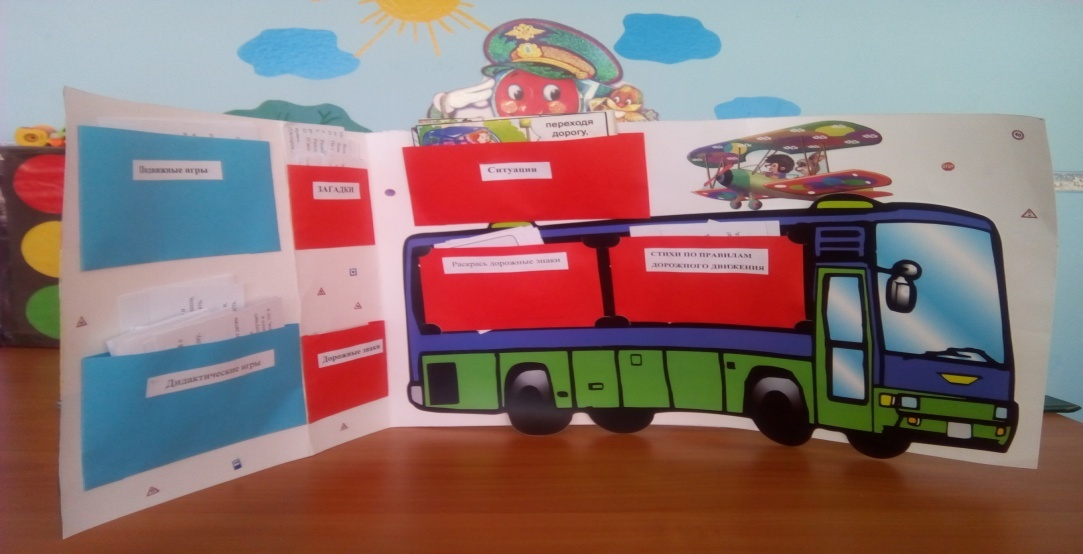 Подвижные игры
ЗАГАДКИ
переходя
дорогу,
Ситуации
Раскрась дорожные знаки
СТИХИ ПО ПРАВИЛАМ
ДОРОЖНОГО ДВИЖЕНИЯ
Дидактические игры
Дорожные знаки